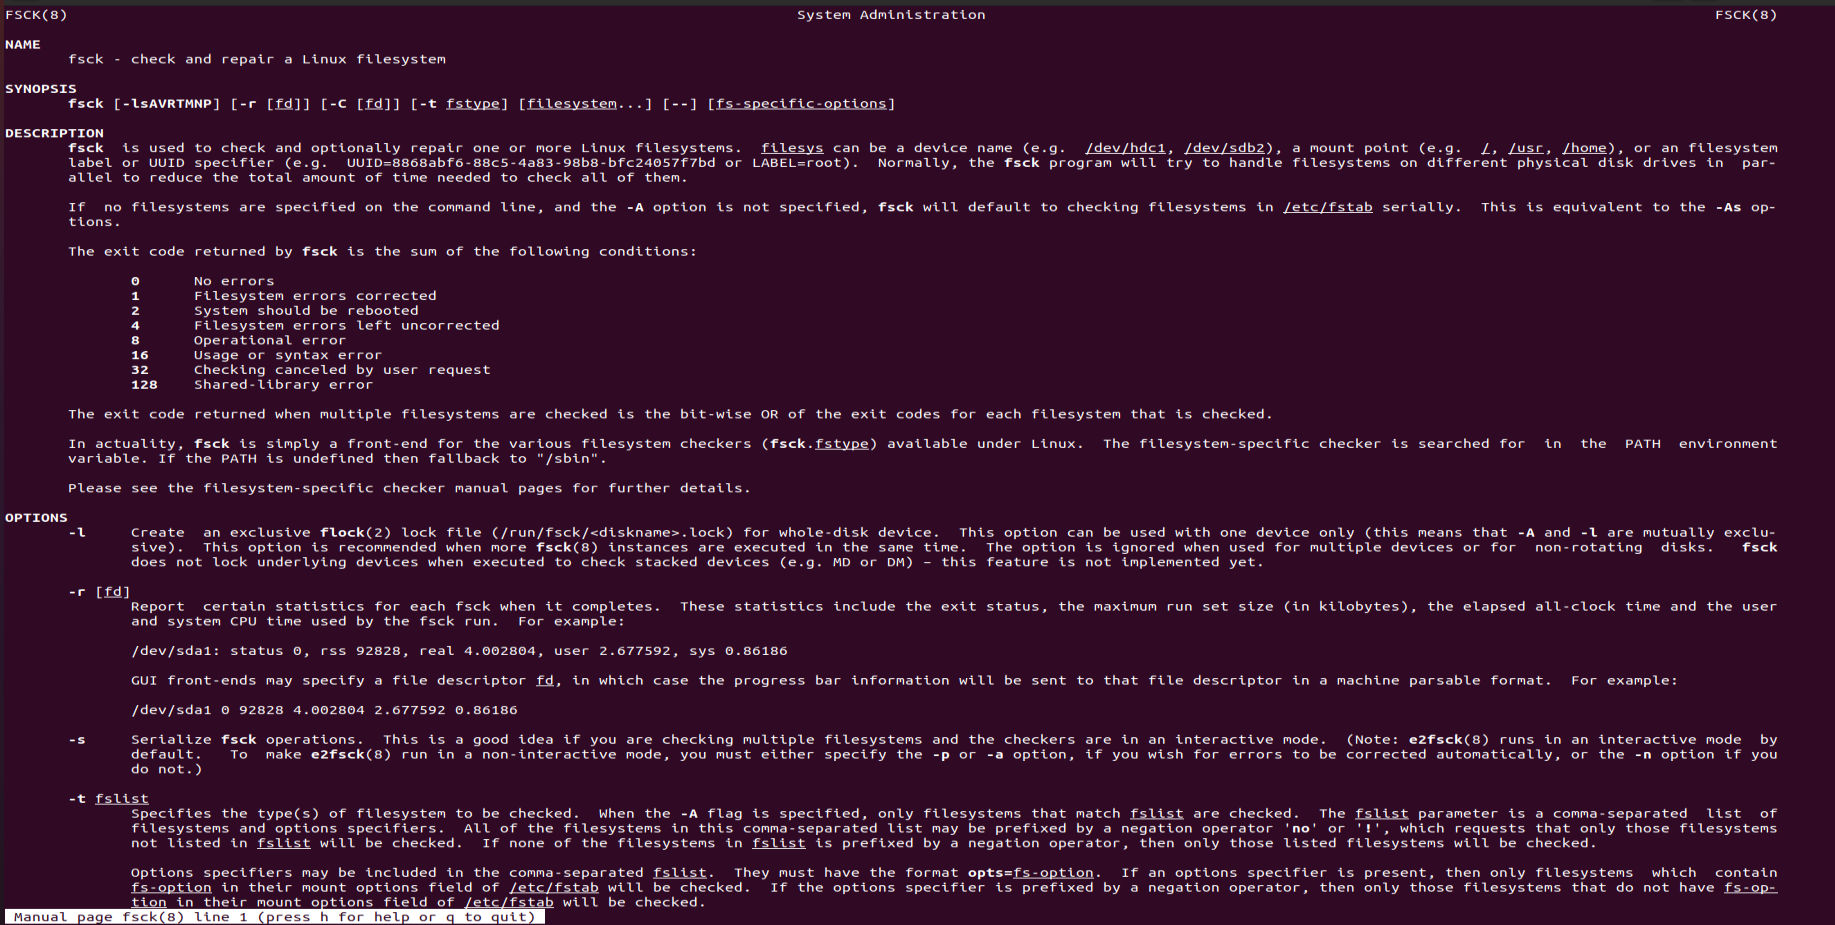 FSCK(8) System Administration FSCK(8)
NAME
fsck - check and repair a Linux filesystem
SYNOPSIS
fsck [-lsAVRTMNP] [-r [fd]] [-C [fd]] [-t fstype] [filesystem...] [--] [fs-specific-options]
DESCRIPTION
fsck is used to check and optionally repair one or more Linux filesystems. filesys can be a device name (e.g. /dev/hdc1, /dev/sdb2), a mount point (e.g. /, /usr, /home), or an filesystem
label or UUID specifier (e.g. UUID=8868abf6-88c5-4a83-98b8-bfc24057f7bd or LABEL=root). Normally, the fsck program will try to handle filesystems on different physical disk drives in par-
allel to reduce the total amount of time needed to check all of them.
If no filesystems are specified on the command line, and the -A option is not specified, fsck will default to checking filesystems in /etc/fstab serially. This is equivalent to the -As op-
tions.
The exit code returned by fsck is the sum of the following conditions:
0 No errors
1 Filesystem errors corrected
2 System should be rebooted
4 Filesystem errors left uncorrected
8 Operational error
16 Usage or syntax error
32 Checking canceled by user request
128 Shared-library error
The exit code returned when multiple filesystems are checked is the bit-wise OR of the exit codes for each filesystem that is checked.
In actuality, fsck is simply a front-end for the various filesystem checkers (fsck.fstype) available under Linux. The filesystem-specific checker is searched for in the PATH environment
variable. If the PATH is undefined then fallback to "/sbin".
Please see the filesystem-specific checker manual pages for further details.
OPTIONS
-l Create an exclusive flock(2) lock file (/run/fsck/<diskname>.lock) for whole-disk device. This option can be used with one device only (this means that -A and -l are mutually exclu-
sive). This option is recommended when more fsck(8) instances are executed in the same time. The option is ignored when used for multiple devices or for non-rotating disks. fsck
does not lock underlying devices when executed to check stacked devices (e.g. MD or DM) – this feature is not implemented yet.
-r [fd]
Report certain statistics for each fsck when it completes. These statistics include the exit status, the maximum run set size (in kilobytes), the elapsed all-clock time and the user
and system CPU time used by the fsck run. For example:
/dev/sda1: status 0, rss 92828, real 4.002804, user 2.677592, sys 0.86186
GUI front-ends may specify a file descriptor fd, in which case the progress bar information will be sent to that file descriptor in a machine parsable format. For example:
/dev/sda1 0 92828 4.002804 2.677592 0.86186
-s Serialize fsck operations. This is a good idea if you are checking multiple filesystems and the checkers are in an interactive mode. (Note: e2fsck(8) runs in an interactive mode by
default. To make e2fsck(8) run in a non-interactive mode, you must either specify the -p or -a option, if you wish for errors to be corrected automatically, or the -n option if you
do not.)
-t fslist
Specifies the type(s) of filesystem to be checked. When the -A flag is specified, only filesystems that match fslist are checked. The fslist parameter is a comma-separated list of
filesystems and options specifiers. All of the filesystems in this comma-separated list may be prefixed by a negation operator 'no' or '!', which requests that only those filesystems
not listed in fslist will be checked. If none of the filesystems in fslist is prefixed by a negation operator, then only those listed filesystems will be checked.
Options specifiers may be included in the comma-separated fslist. They must have the format opts=fs-option. If an options specifier is present, then only filesystems which contain
fs-option in their mount options field of /etc/fstab will be checked. If the options specifier is prefixed by a negation operator, then only those filesystems that do not have fs-op-
tion in their mount options field of /etc/fstab will be checked.
Manual page fsck(8) line 1 (press h for help or q to quit)